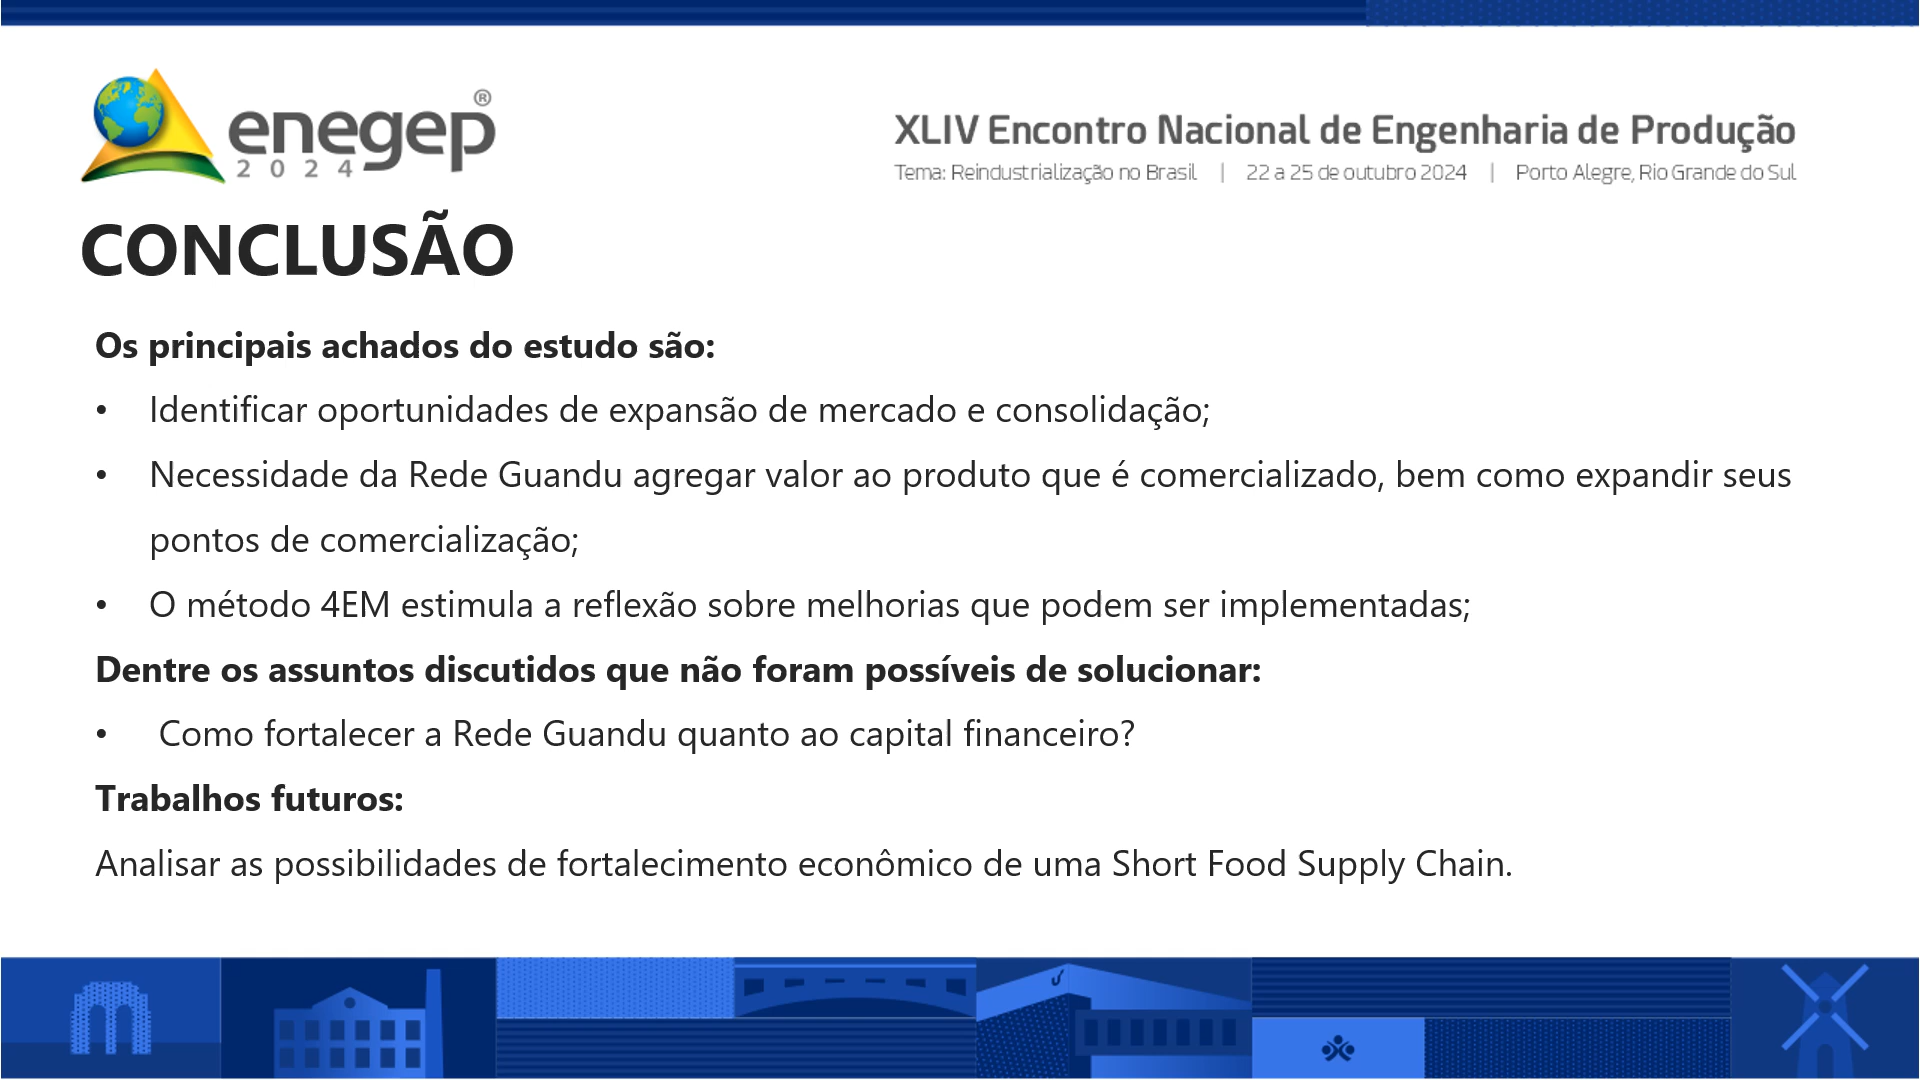 enegep®
2024
XLIV Encontro Nacional de Engenharia de Produção
Tema: Reindustrialização no Brasil | 22 a 25 de outubro 2024 | Porto Alegre, Rio Grande do Sul
CONCLUSÃO
Os principais achados do estudo são:
• Identificar oportunidades de expansão de mercado e consolidação;
• Necessidade da Rede Guandu agregar valor ao produto que é comercializado, bem como expandir seus
pontos de comercialização;
• O método 4EM estimula a reflexão sobre melhorias que podem ser implementadas;
Dentre os assuntos discutidos que não foram possíveis de solucionar:
• Como fortalecer a Rede Guandu quanto ao capital financeiro?
Trabalhos futuros:
Analisar as possibilidades de fortalecimento econômico de uma Short Food Supply Chain.